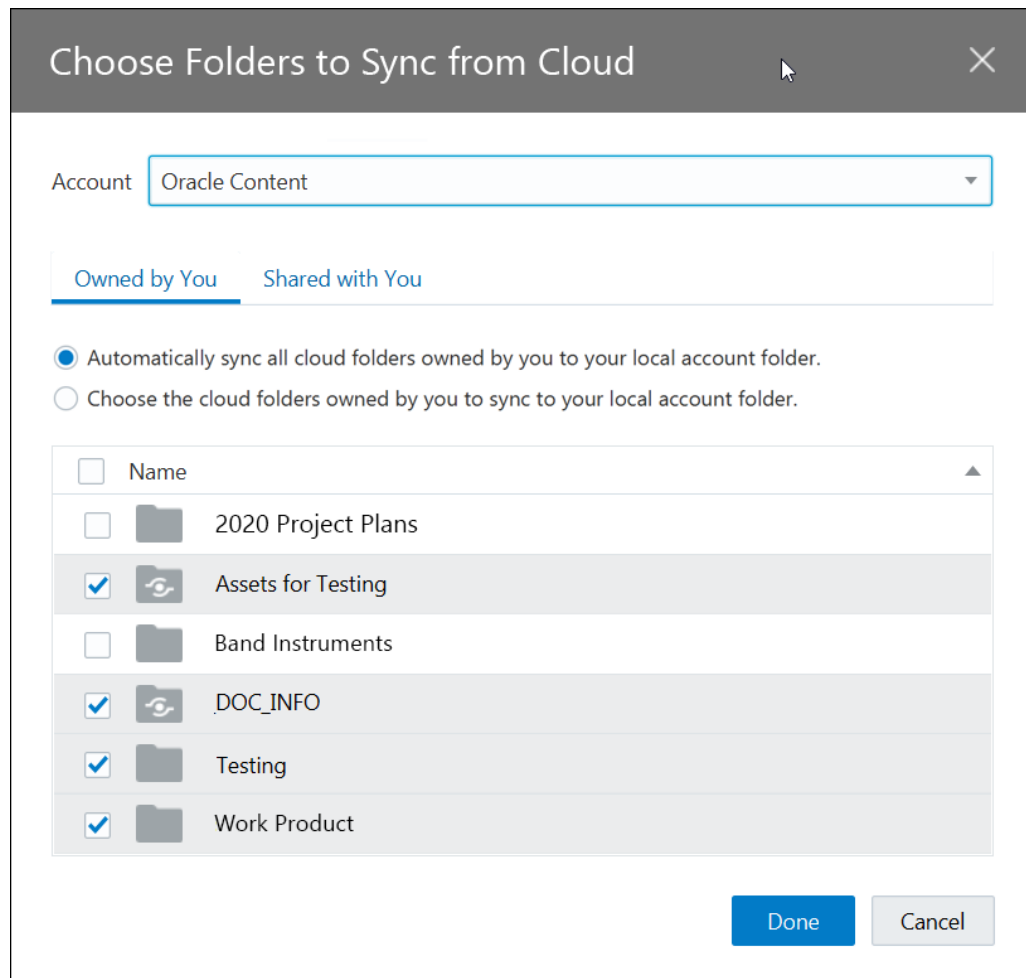 Choose Folders to Sync from Cloud
Account Oracle Content
Owned by You Shared with You
Automatically sync all cloud folders owned by you to your local account folder.
Choose the cloud folders owned by you to sync to your local account folder.
Name
2020 Project Plans
Assets for Testing
Band Instruments
DOC_INFO
Testing
Work Product
Done Cancel